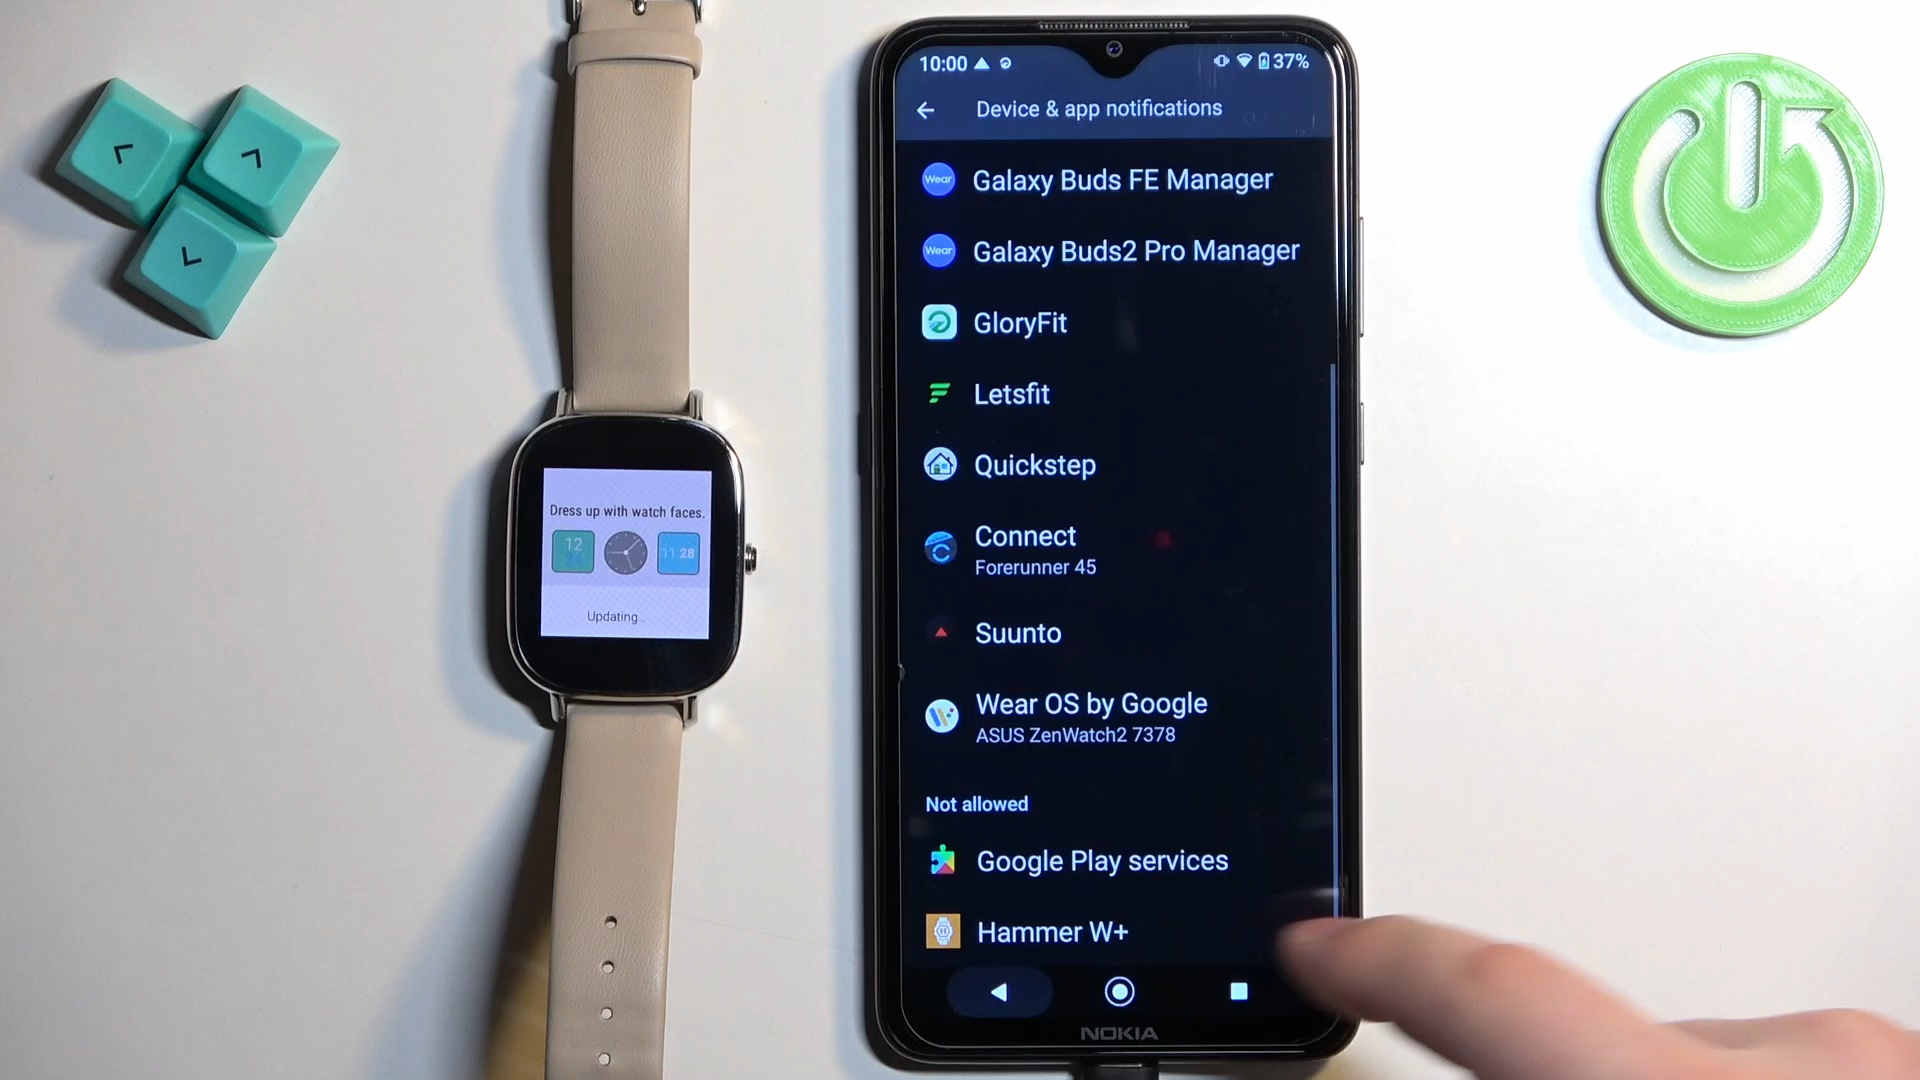 10:00
37%
Device & app notifications
Wear
Galaxy Buds FE Manager
Wear
Galaxy Buds2 Pro Manager
GloryFit
Letsfit
Quickstep
Connect
Forerunner 45
Suunto
Wear OS by Google
ASUS ZenWatch2 7378
Not allowed
Google Play services
Hammer W+
NOKIA
Dress up with watch faces.
12
11:28
Updating...